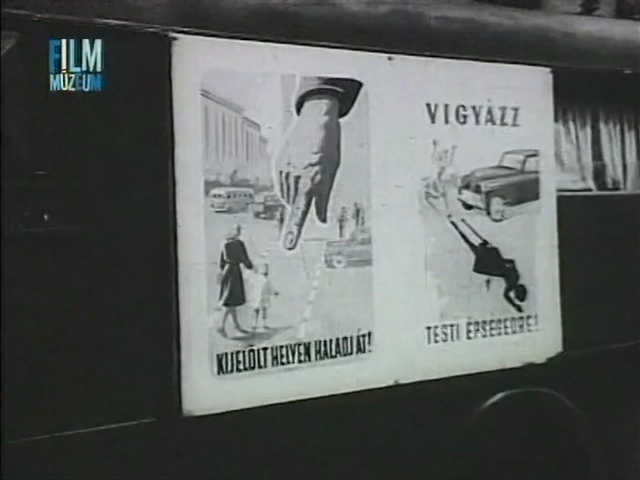 FILM
MÚZEUM
KIJELÖLT HELYEN HALADJ ÁT!
VIGYÁZZ
TESTI ÉPSÉGEDRE!